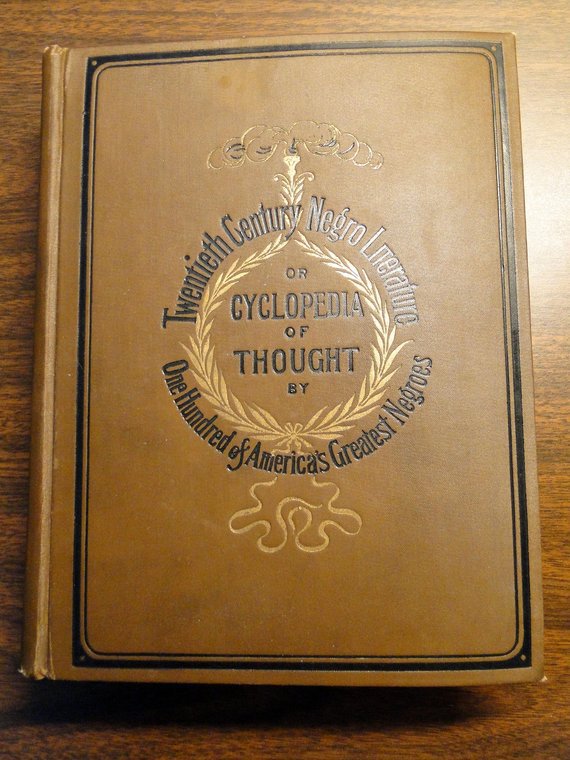 Twentieth Century Negro Literature
OR
CYCLOPEDIA
OF
THOUGHT
BY
One Hundred of America's Greatest Negroes